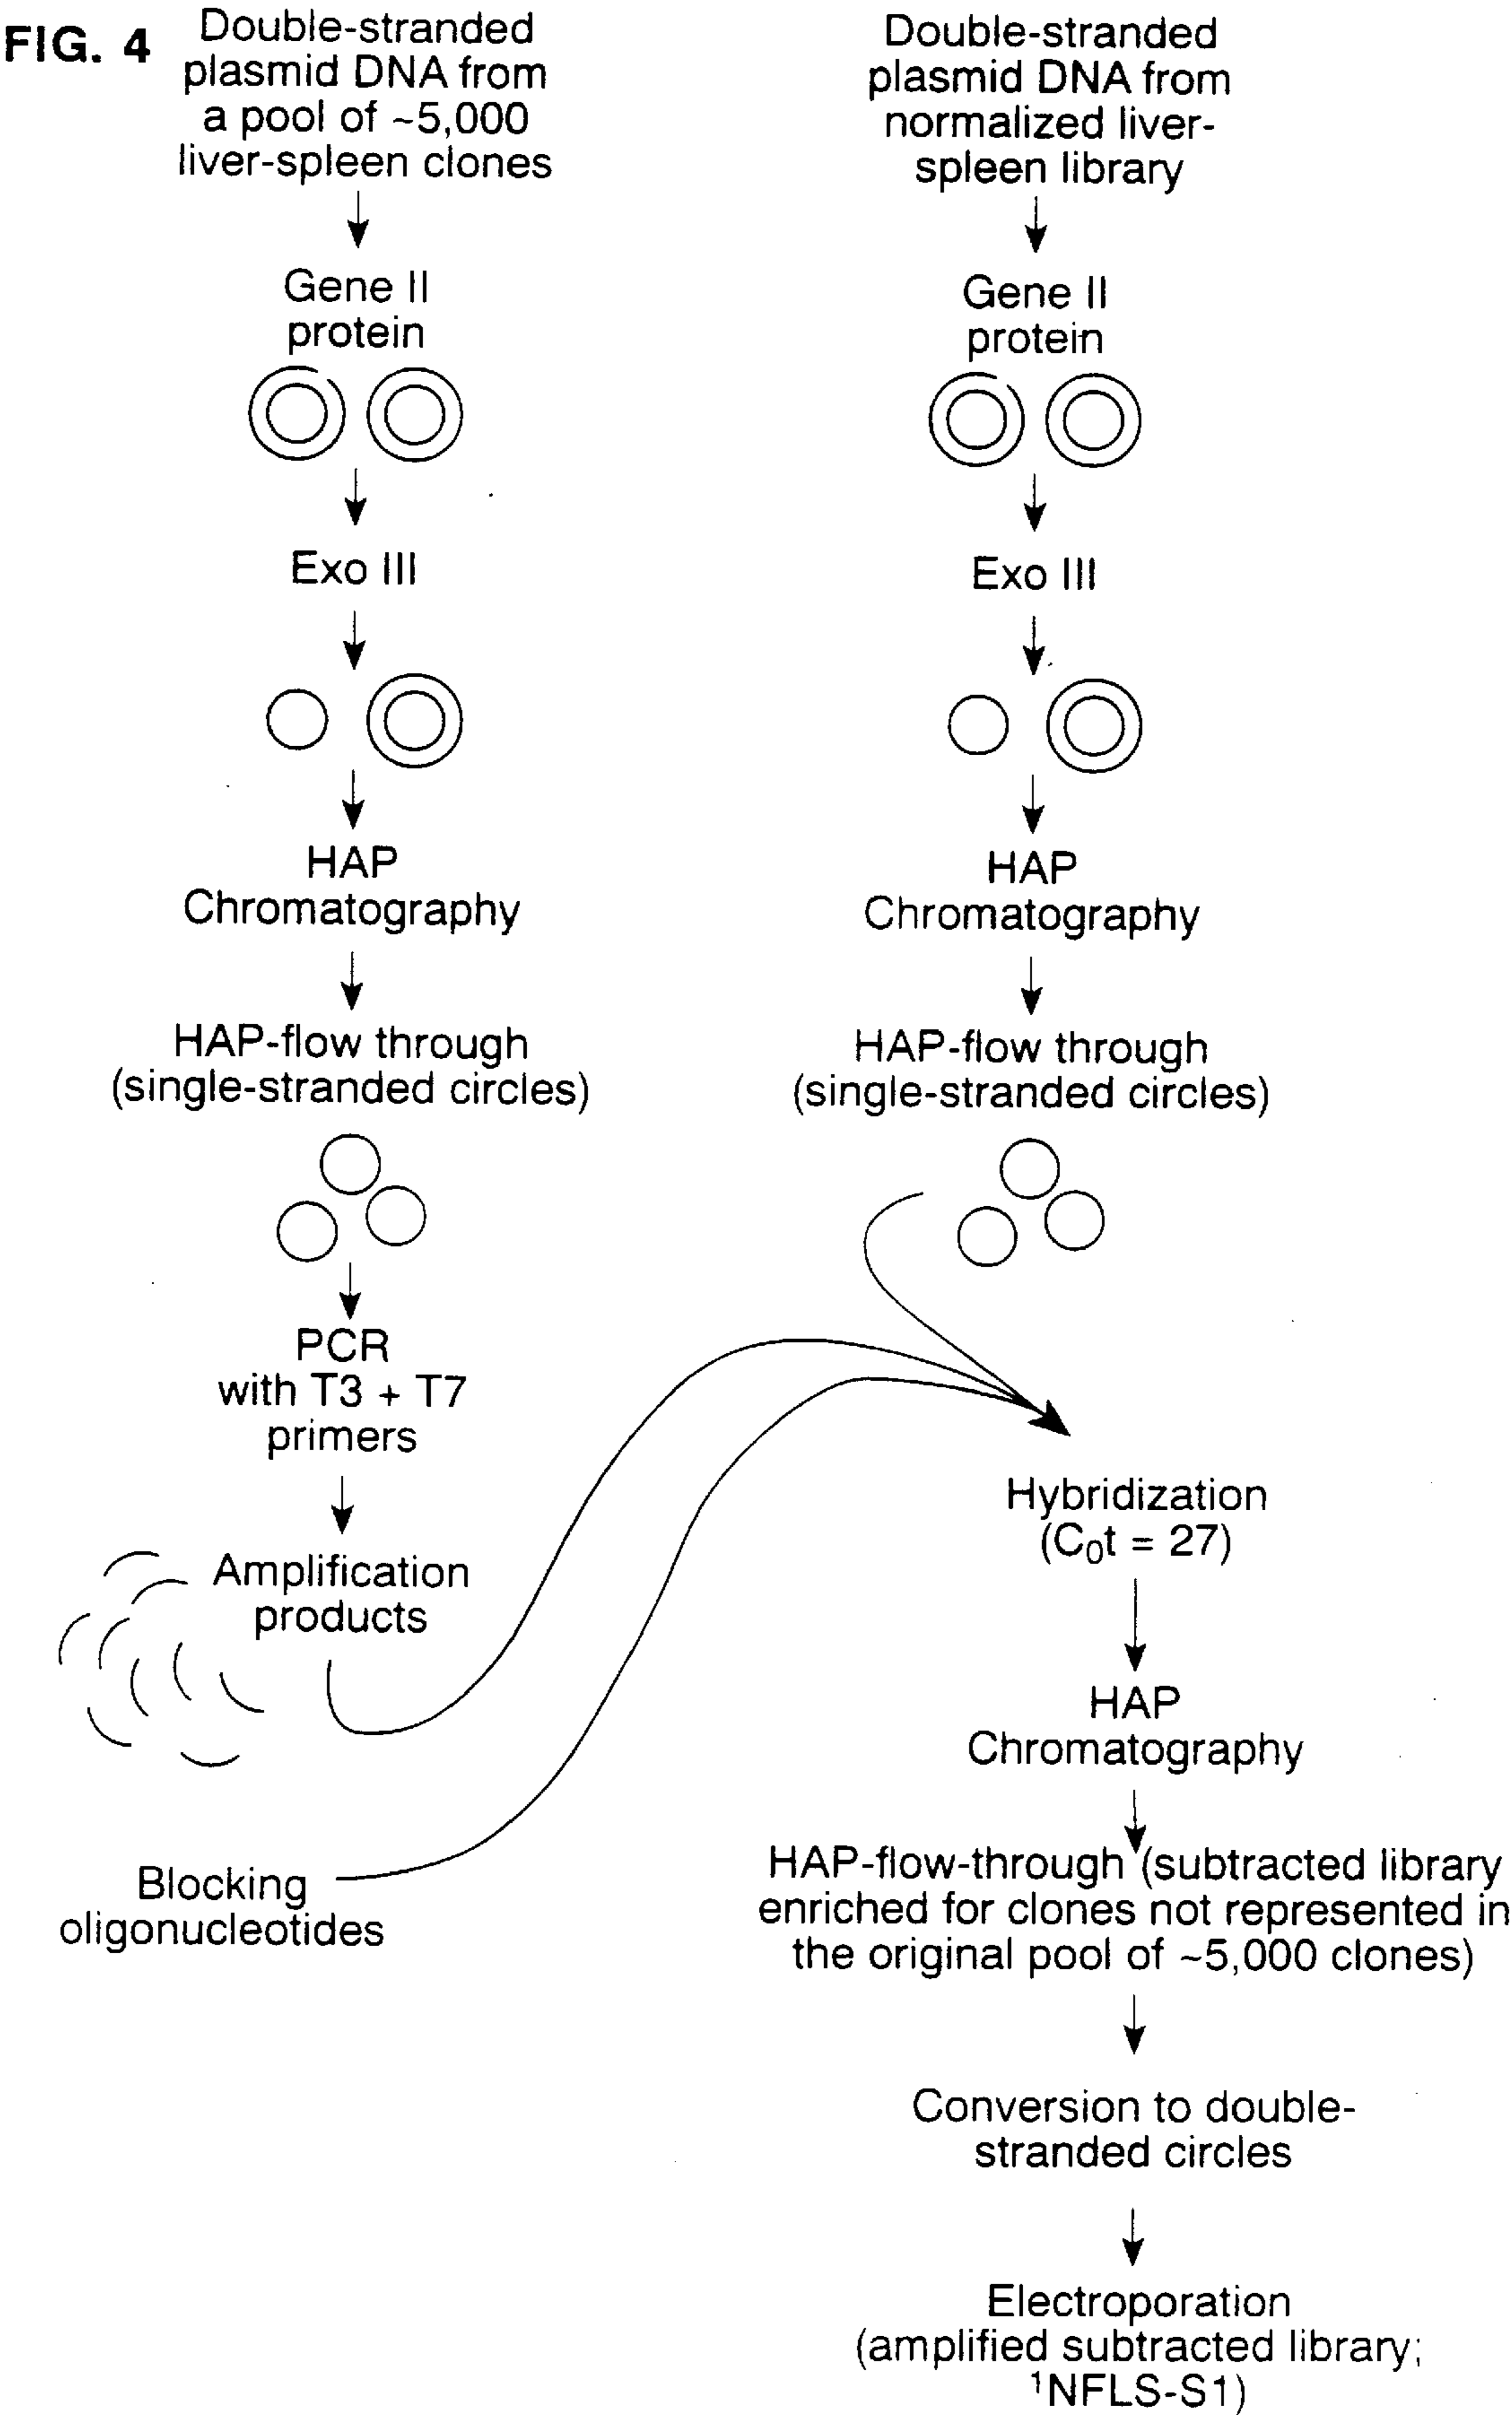 FIG. 4
Double-stranded
plasmid DNA from
a pool of ~5,000
liver-spleen clones
Gene II
protein
Exo III
HAP
Chromatography
HAP-flow through
(single-stranded circles)
PCR
with T3 + T7
primers
Amplification
products
Blocking
oligonucleotides
Double-stranded
plasmid DNA from
normalized liver-
spleen library
Gene II
protein
Exo III
HAP
Chromatography
HAP-flow through
(single-stranded circles)
Hybridization
(C₀t = 27)
HAP
Chromatography
HAP-flow-through (subtracted library
enriched for clones not represented in
the original pool of ~5,000 clones)
Conversion to double-
stranded circles
Electroporation
(amplified subtracted library;
¹NFLS-S1)